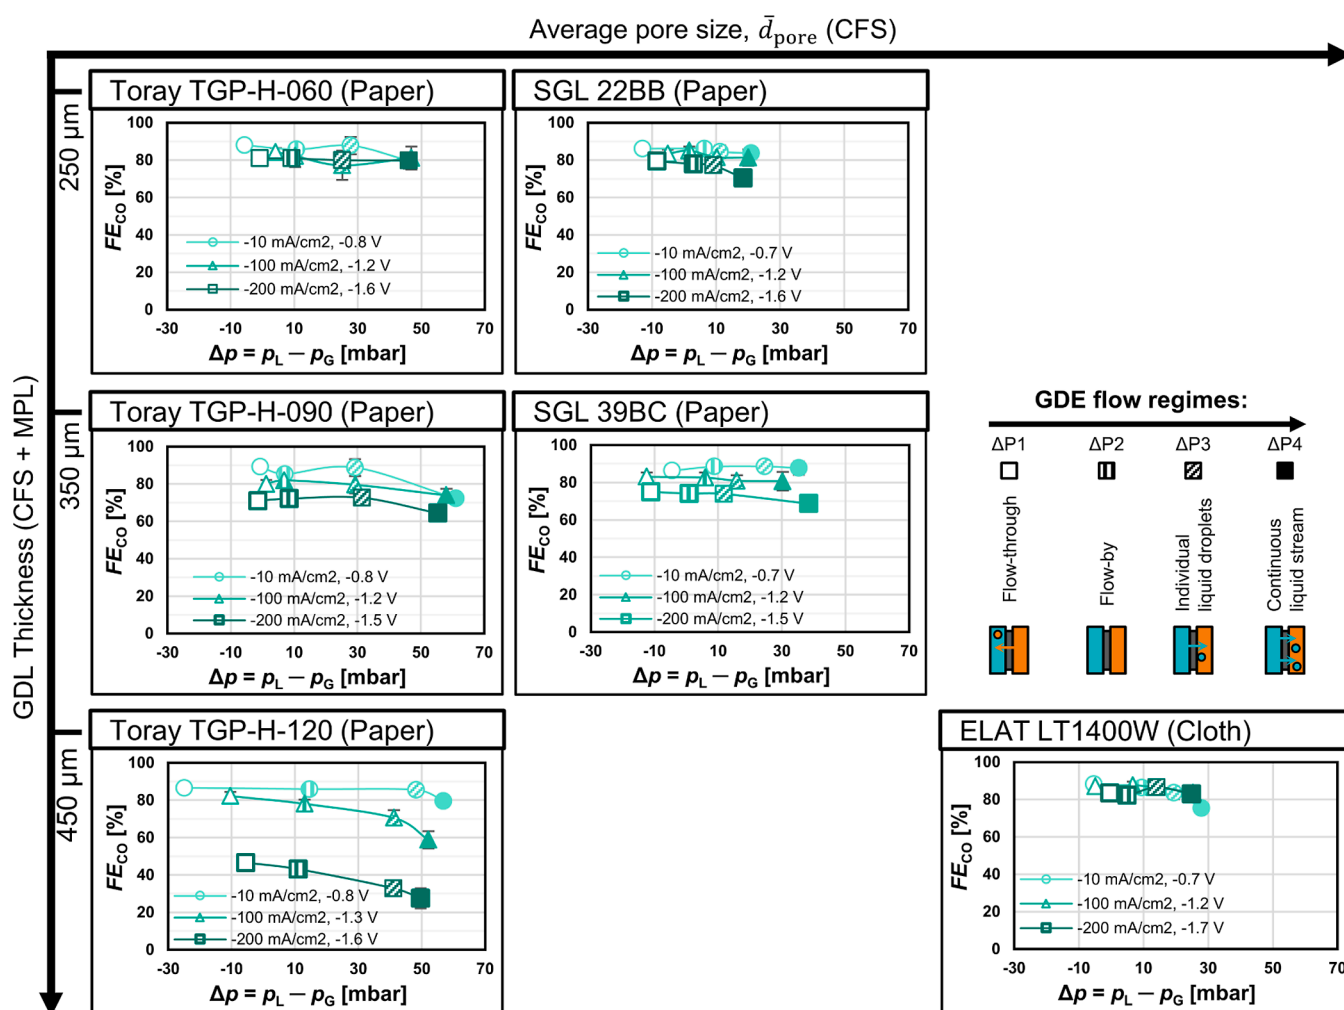 Average pore size, d̄pore (CFS)
GDL Thickness (CFS + MPL)
250 µm
Toray TGP-H-060 (Paper)
100
80
60
40
20
0
FECO [%]
-10 mA/cm2, -0.8 V
-100 mA/cm2, -1.2 V
-200 mA/cm2, -1.6 V
-30 -10 10 30 50 70
Δp = pL — pG [mbar]
SGL 22BB (Paper)
100
80
60
40
20
0
FECO [%]
-10 mA/cm2, -0.7 V
-100 mA/cm2, -1.2 V
-200 mA/cm2, -1.6 V
-30 -10 10 30 50 70
Δp = pL — pG [mbar]
350 µm
Toray TGP-H-090 (Paper)
100
80
60
40
20
0
FECO [%]
-10 mA/cm2, -0.8 V
-100 mA/cm2, -1.2 V
-200 mA/cm2, -1.5 V
-30 -10 10 30 50 70
Δp = pL — pG [mbar]
SGL 39BC (Paper)
100
80
60
40
20
0
FECO [%]
-10 mA/cm2, -0.7 V
-100 mA/cm2, -1.2 V
-200 mA/cm2, -1.5 V
-30 -10 10 30 50 70
Δp = pL — pG [mbar]
GDE flow regimes:
ΔP1 ΔP2 ΔP3 ΔP4
Flow-through
Flow-by
Individual
liquid droplets
Continuous
liquid stream
450 µm
Toray TGP-H-120 (Paper)
100
80
60
40
20
0
FECO [%]
-10 mA/cm2, -0.8 V
-100 mA/cm2, -1.3 V
-200 mA/cm2, -1.6 V
-30 -10 10 30 50 70
Δp = pL — pG [mbar]
ELAT LT1400W (Cloth)
100
80
60
40
20
0
FECO [%]
-10 mA/cm2, -0.7 V
-100 mA/cm2, -1.2 V
-200 mA/cm2, -1.7 V
-30 -10 10 30 50 70
Δp = pL — pG [mbar]